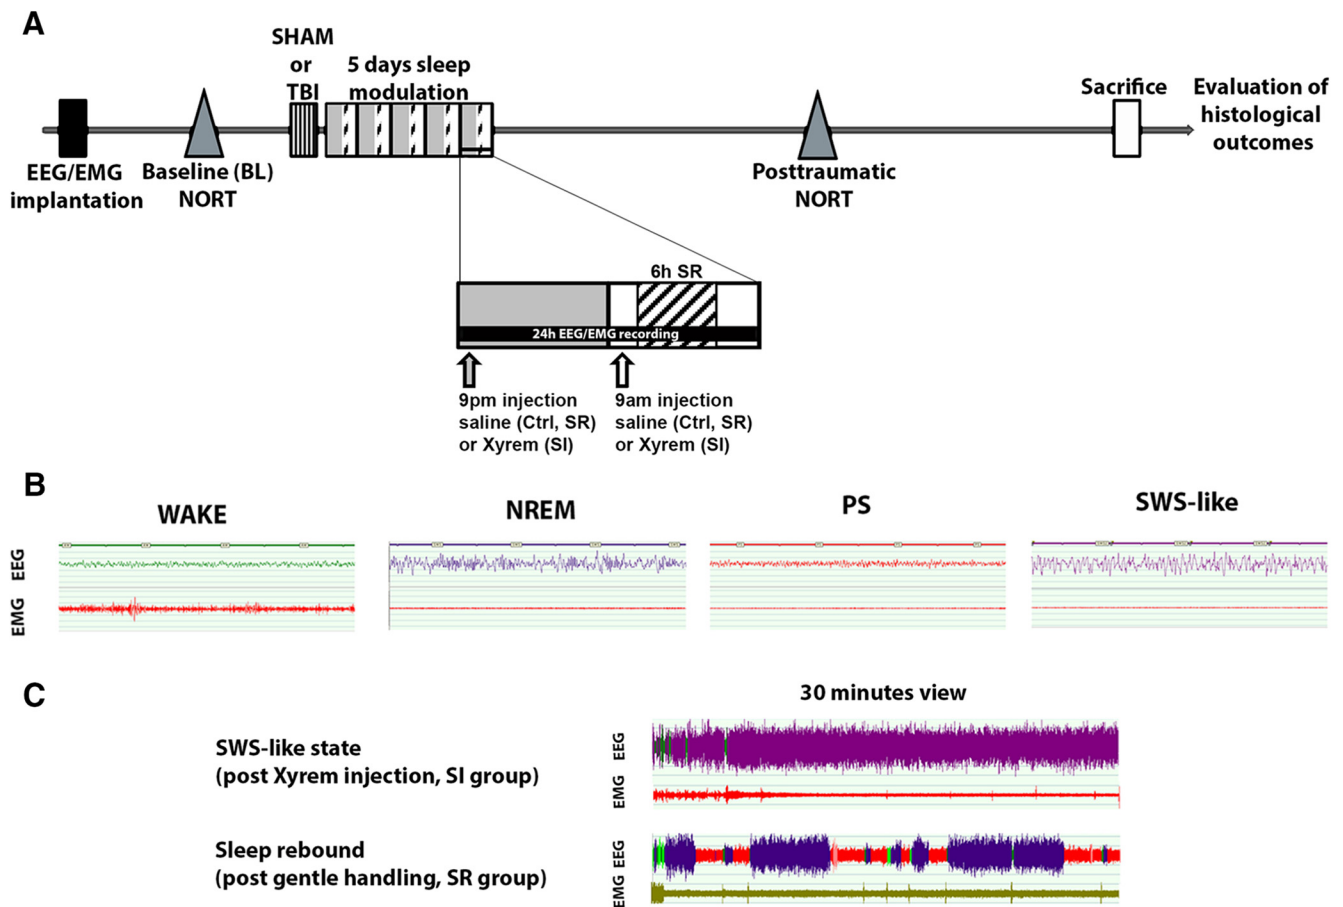 A
SHAM
or
TBI
5 days sleep
modulation
Sacrifice
Evaluation of
histological
outcomes
EEG/EMG
implantation
Baseline (BL)
NORT
Posttraumatic
NORT
6h SR
24h EEG/EMG recording
9pm injection
saline (Ctrl, SR)
or Xyrem (SI)
9am injection
saline (Ctrl, SR)
or Xyrem (SI)
B
WAKE
NREM
PS
SWS-like
EEG
EMG
C
30 minutes view
SWS-like state
(post Xyrem injection, SI group)
EEG
EMG
Sleep rebound
(post gentle handling, SR group)
EEG
EMG